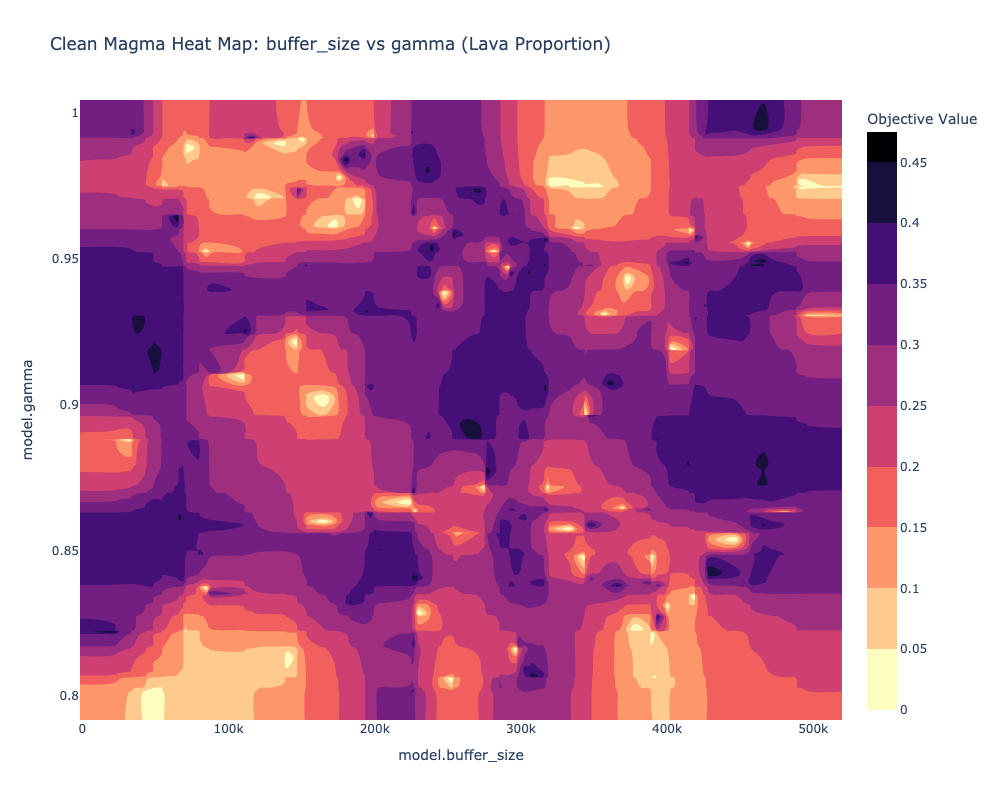 Clean Magma Heat Map: buffer_size vs gamma (Lava Proportion)
Objective Value
1
0.95
0.9
0.85
0.8
model.gamma
0
100k
200k
300k
400k
500k
model.buffer_size
0.45
0.4
0.35
0.3
0.25
0.2
0.15
0.1
0.05
0